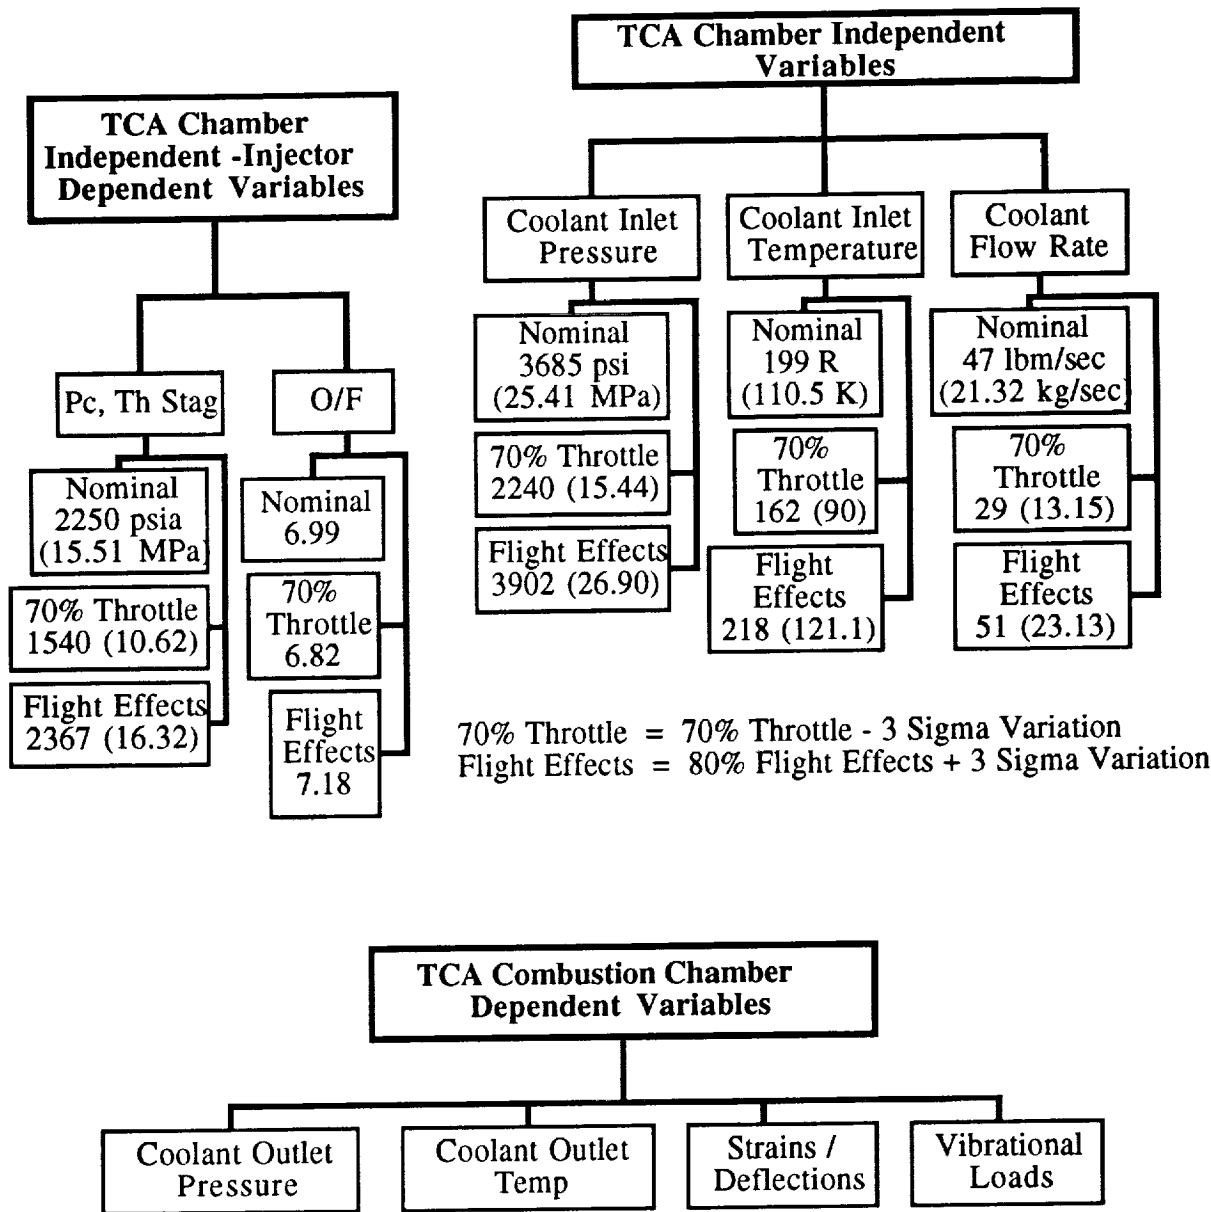 TCA Chamber Independent
Variables
TCA Chamber
Independent -Injector
Dependent Variables
Coolant Inlet
Pressure
Coolant Inlet
Temperature
Coolant
Flow Rate
Nominal
3685 psi
(25.41 MPa)
Nominal
199 R
(110.5 K)
Nominal
47 lbm/sec
(21.32 kg/sec)
Pc, Th Stag
O/F
70% Throttle
2240 (15.44)
70%
Throttle
162 (90)
70%
Throttle
29 (13.15)
Nominal
2250 psia
(15.51 MPa)
Nominal
6.99
Flight Effects
3902 (26.90)
Flight
Effects
218 (121.1)
Flight
Effects
51 (23.13)
70% Throttle
1540 (10.62)
70%
Throttle
6.82
Flight Effects
2367 (16.32)
Flight
Effects
7.18
70% Throttle = 70% Throttle - 3 Sigma Variation
Flight Effects = 80% Flight Effects + 3 Sigma Variation
TCA Combustion Chamber
Dependent Variables
Coolant Outlet
Pressure
Coolant Outlet
Temp
Strains /
Deflections
Vibrational
Loads